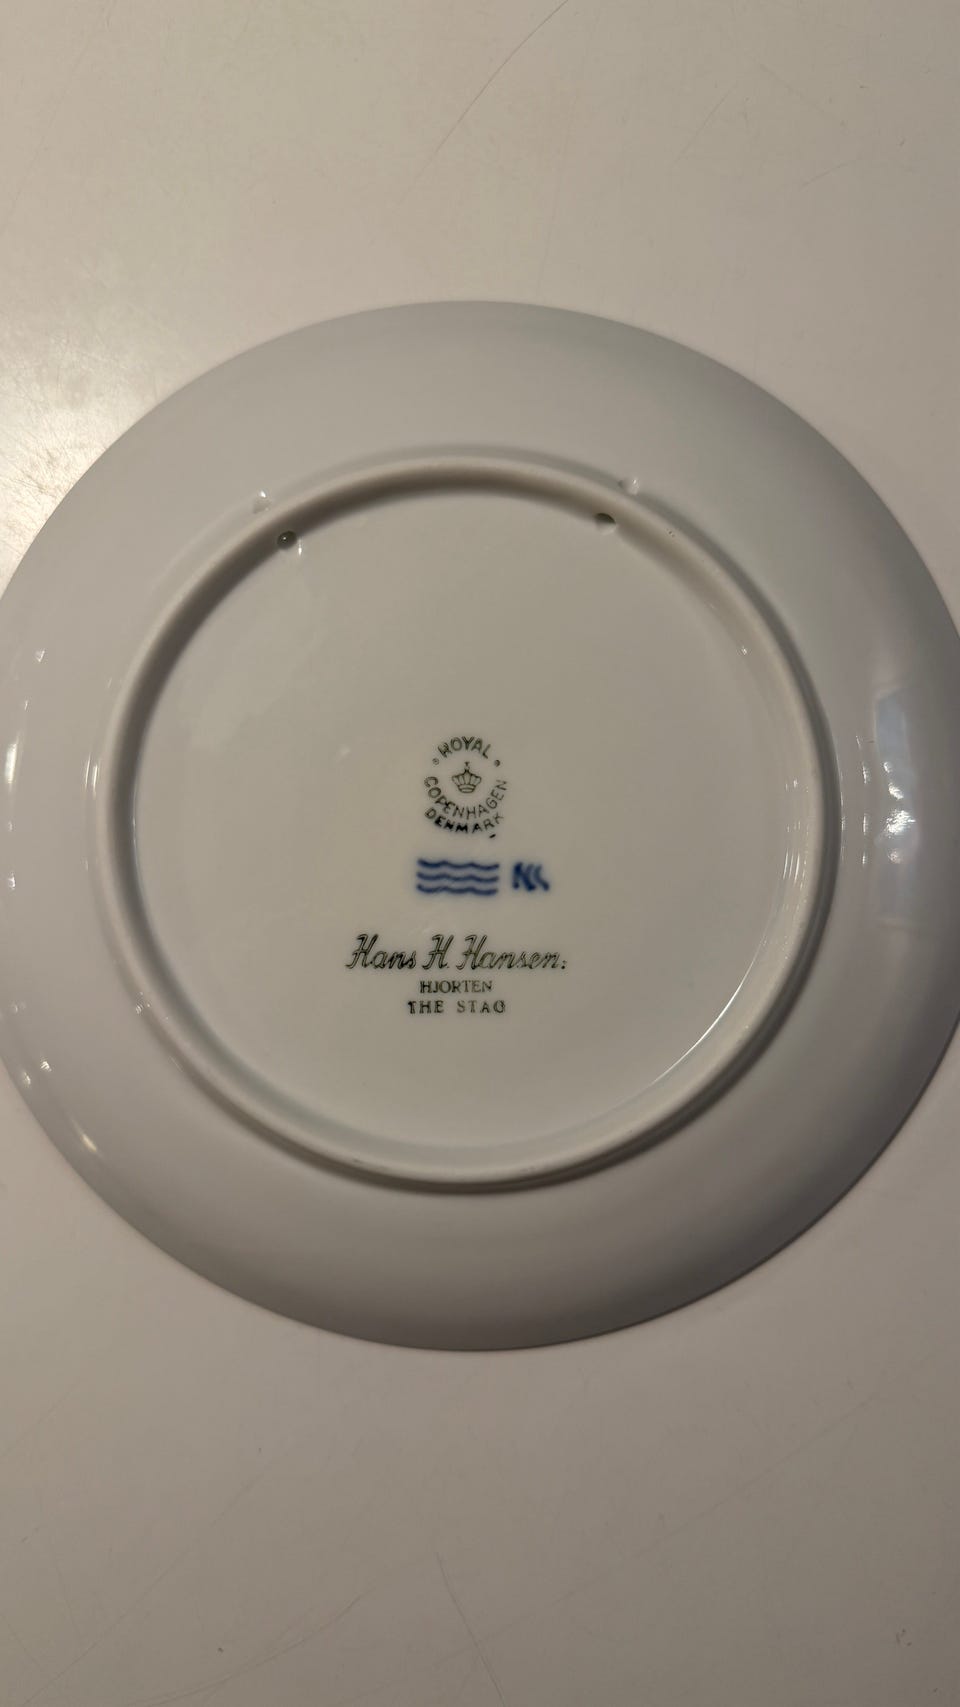 ROYAL
COPENHAGEN
DENMARK
Hans H. Hansen:
HJORTEN
THE STAG